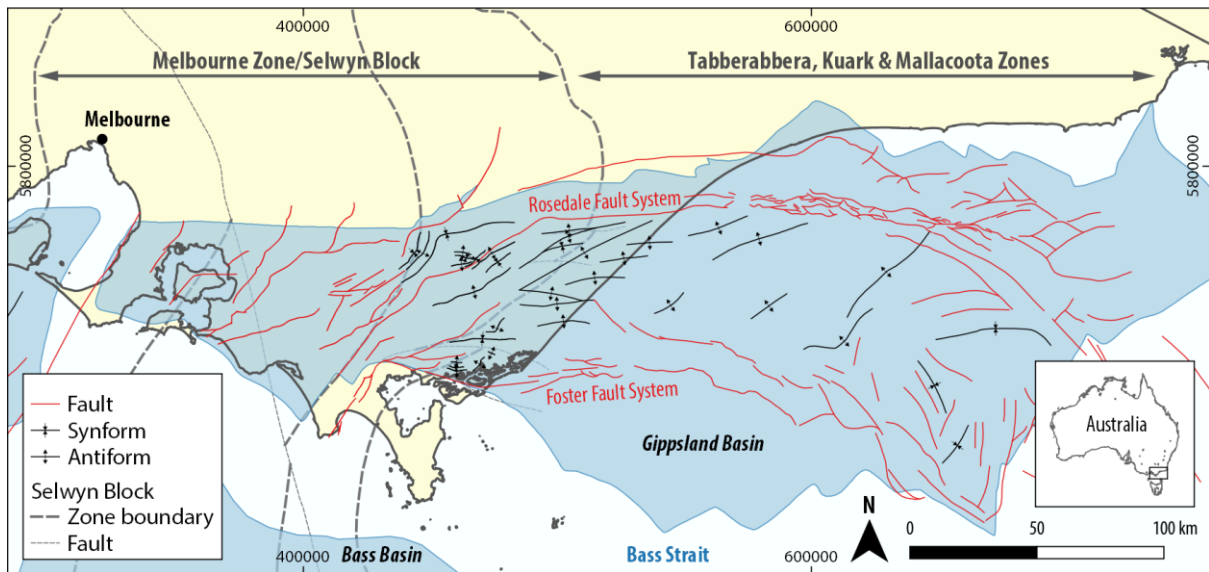 400000
600000
Melbourne Zone/Selwyn Block
Tabberabbera, Kuark & Mallacoota Zones
Melbourne
5800000
5800000
Rosedale Fault System
Foster Fault System
Gippsland Basin
Fault
Synform
Antiform
Selwyn Block
Zone boundary
Fault
Australia
N
0 50 100 km
400000
Bass Basin
Bass Strait
600000